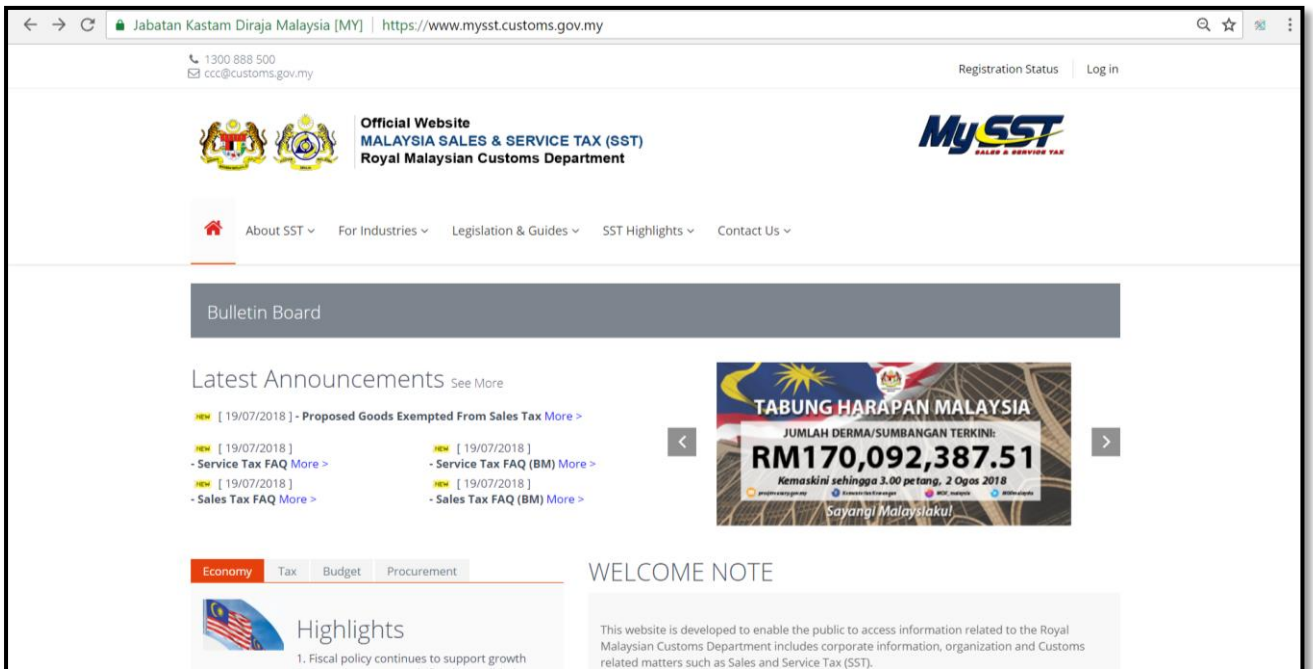 Jabatan Kastam Diraja Malaysia [MY] | https://www.mysst.customs.gov.my
1300 888 500
ccc@customs.gov.my
Registration Status
Log in
Official Website
MALAYSIA SALES & SERVICE TAX (SST)
Royal Malaysian Customs Department
MySST
SALES & SERVICE TAX
About SST
For Industries
Legislation & Guides
SST Highlights
Contact Us
Bulletin Board
Latest Announcements See More
NEW [ 19/07/2018 ] - Proposed Goods Exempted From Sales Tax More >
NEW [ 19/07/2018 ]
- Service Tax FAQ More >
NEW [ 19/07/2018 ]
- Service Tax FAQ (BM) More >
NEW [ 19/07/2018 ]
- Sales Tax FAQ More >
NEW [ 19/07/2018 ]
- Sales Tax FAQ (BM) More >
TABUNG HARAPAN MALAYSIA
JUMLAH DERMA/SUMBANGAN TERKINI:
RM170,092,387.51
Kemaskini sehingga 3.00 petang, 2 Ogos 2018
Sayangi Malaysiaku!
Economy
Tax
Budget
Procurement
Highlights
1. Fiscal policy continues to support growth
WELCOME NOTE
This website is developed to enable the public to access information related to the Royal
Malaysian Customs Department includes corporate information, organization and Customs
related matters such as Sales and Service Tax (SST).